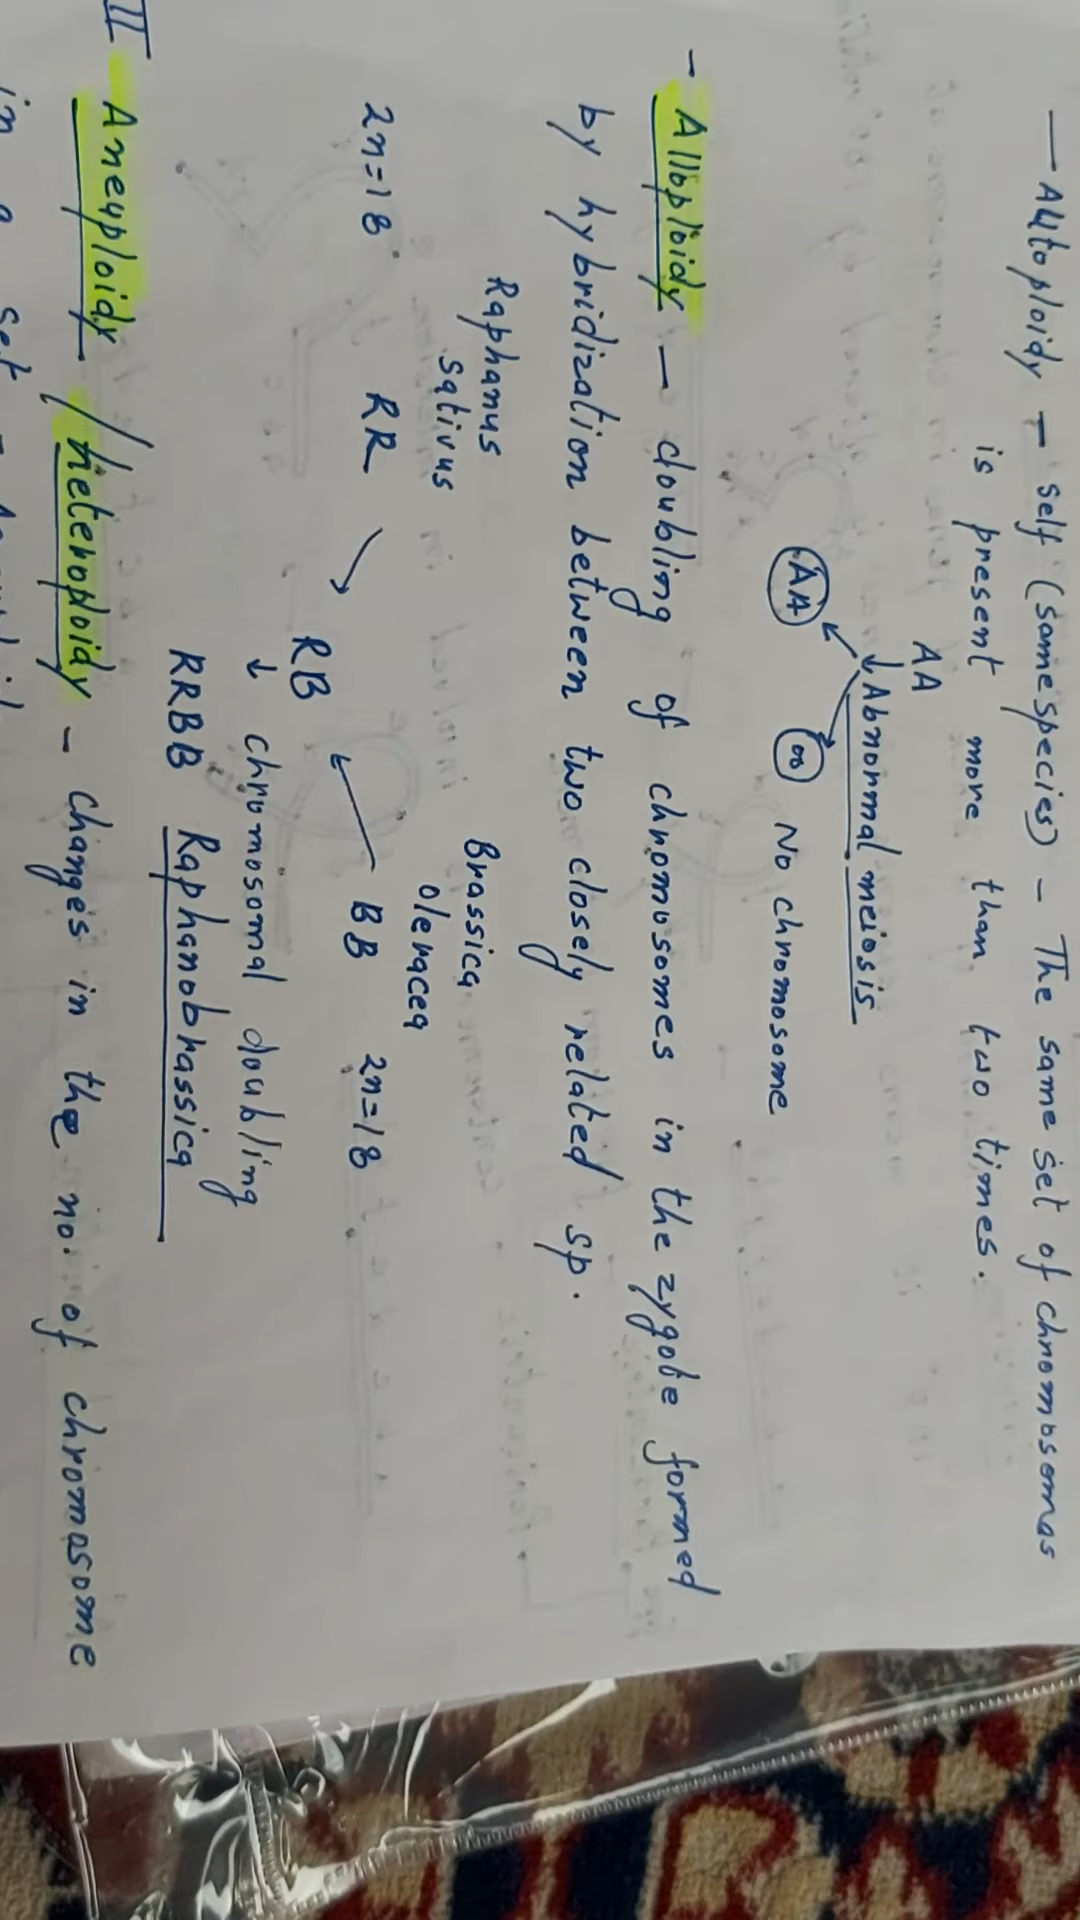 — Autoploidy – self (same species) – The same set of chromosomes
is present more than two times.
AA
↓ Abnormal meiosis
AA No chromosome
- Alloploidy — doubling of chromosomes in the zygote formed
by hybridization between two closely related sp.
Raphanus Brassica
sativus oleracea
2n=18 RR → ← BB 2n=18
RB
↓ chromosomal doubling
RRBB Raphanobrassica
II Aneuploidy / heteroploidy – changes in the no. of chromosome
in a set -